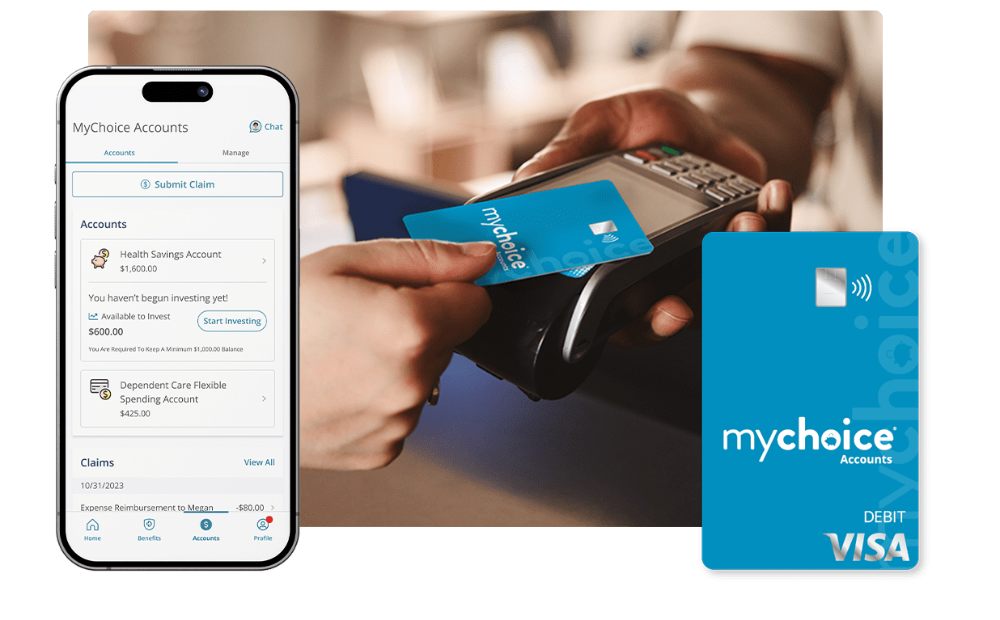 MyChoice Accounts
Chat
Accounts
Manage
Submit Claim
Accounts
Health Savings Account
$1,600.00
You haven’t begun investing yet!
Available to Invest
$600.00
Start Investing
You Are Required To Keep A Minimum $1,000.00 Balance
Dependent Care Flexible
Spending Account
$425.00
Claims
View All
10/31/2023
Expense Reimbursement to Megan
-$80.00
Home
Benefits
Accounts
Profile
mychoice
Accounts
choice
mychoice
mychoice®
Accounts
DEBIT
VISA